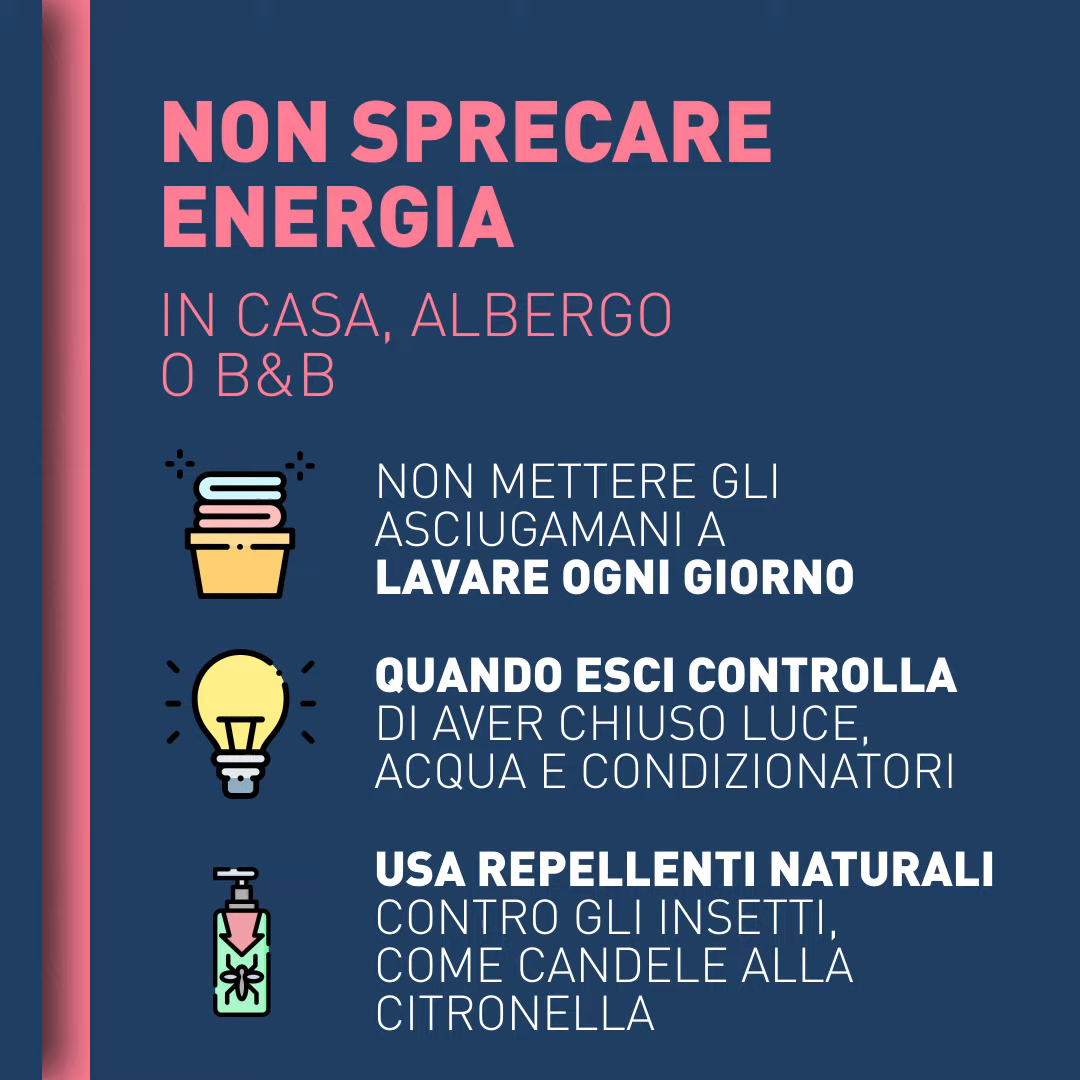 NON SPRECARE
ENERGIA
IN CASA, ALBERGO
O B&B
NON METTERE GLI
ASCIUGAMANI A
LAVARE OGNI GIORNO
QUANDO ESCI CONTROLLA
DI AVER CHIUSO LUCE,
ACQUA E CONDIZIONATORI
USA REPELLENTI NATURALI
CONTRO GLI INSETTI,
COME CANDELE ALLA
CITRONELLA